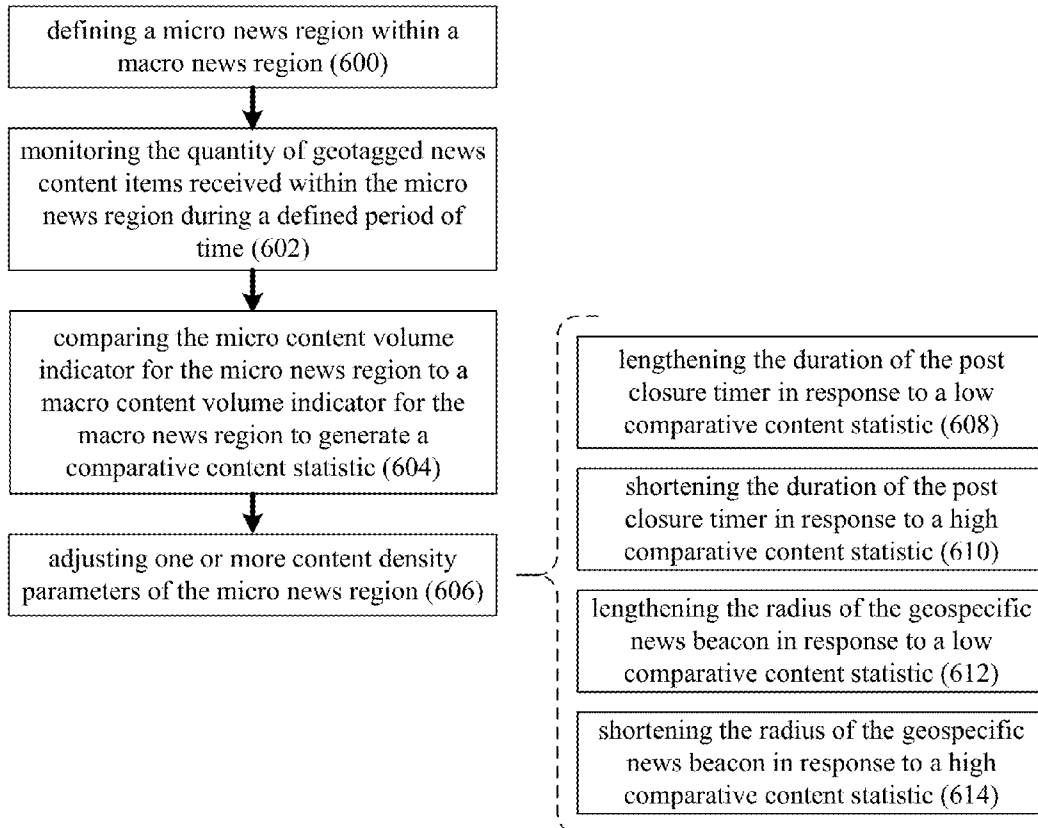 defining a micro news region within a
macro news region (600)
monitoring the quantity of geotagged news
content items received within the micro
news region during a defined period of
time (602)
comparing the micro content volume
indicator for the micro news region to a
macro content volume indicator for the
macro news region to generate a
comparative content statistic (604)
adjusting one or more content density
parameters of the micro news region (606)
lengthening the duration of the post
closure timer in response to a low
comparative content statistic (608)
shortening the duration of the post
closure timer in response to a high
comparative content statistic (610)
lengthening the radius of the geospecific
news beacon in response to a low
comparative content statistic (612)
shortening the radius of the geospecific
news beacon in response to a high
comparative content statistic (614)